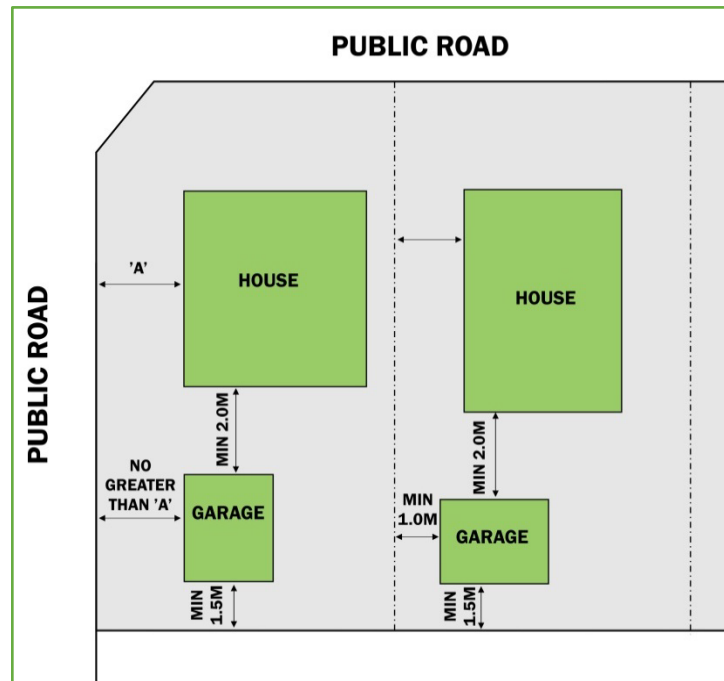 PUBLIC ROAD
PUBLIC ROAD
'A'
HOUSE
HOUSE
MIN 2.0M
MIN 2.0M
NO
GREATER
THAN 'A'
GARAGE
MIN
1.0M
GARAGE
MIN
1.5M
MIN
1.5M